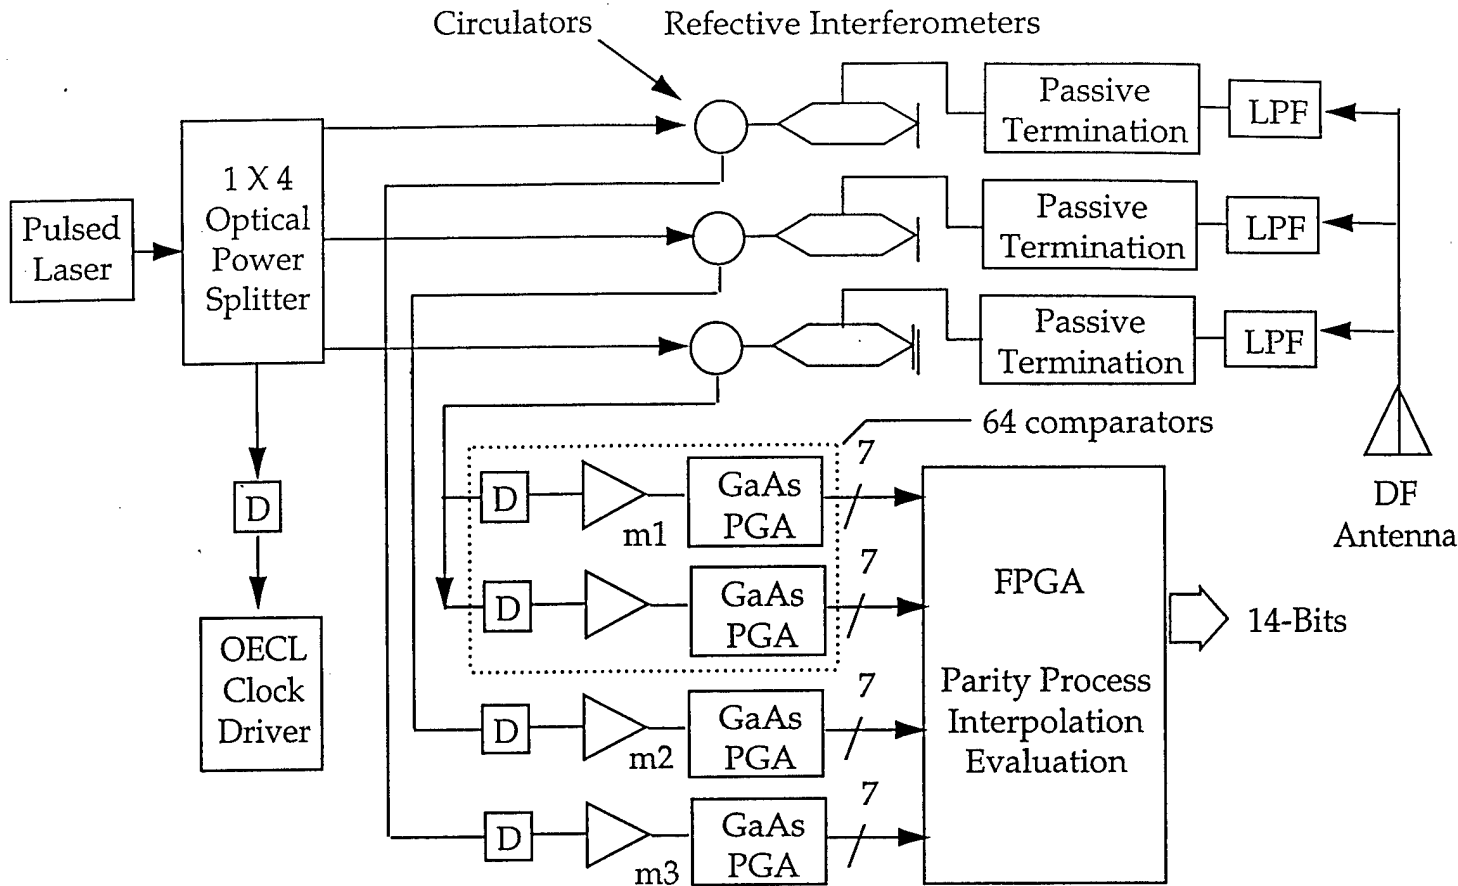 Circulators
Refective Interferometers
Passive
Termination
LPF
1 X 4
Optical
Power
Splitter
Pulsed
Laser
Passive
Termination
LPF
Passive
Termination
LPF
64 comparators
7
D
GaAs
PGA
m1
DF
Antenna
D
7
D
GaAs
PGA
FPGA
14-Bits
OECL
Clock
Driver
7
Parity Process
Interpolation
Evaluation
D
GaAs
PGA
m2
7
D
GaAs
PGA
m3